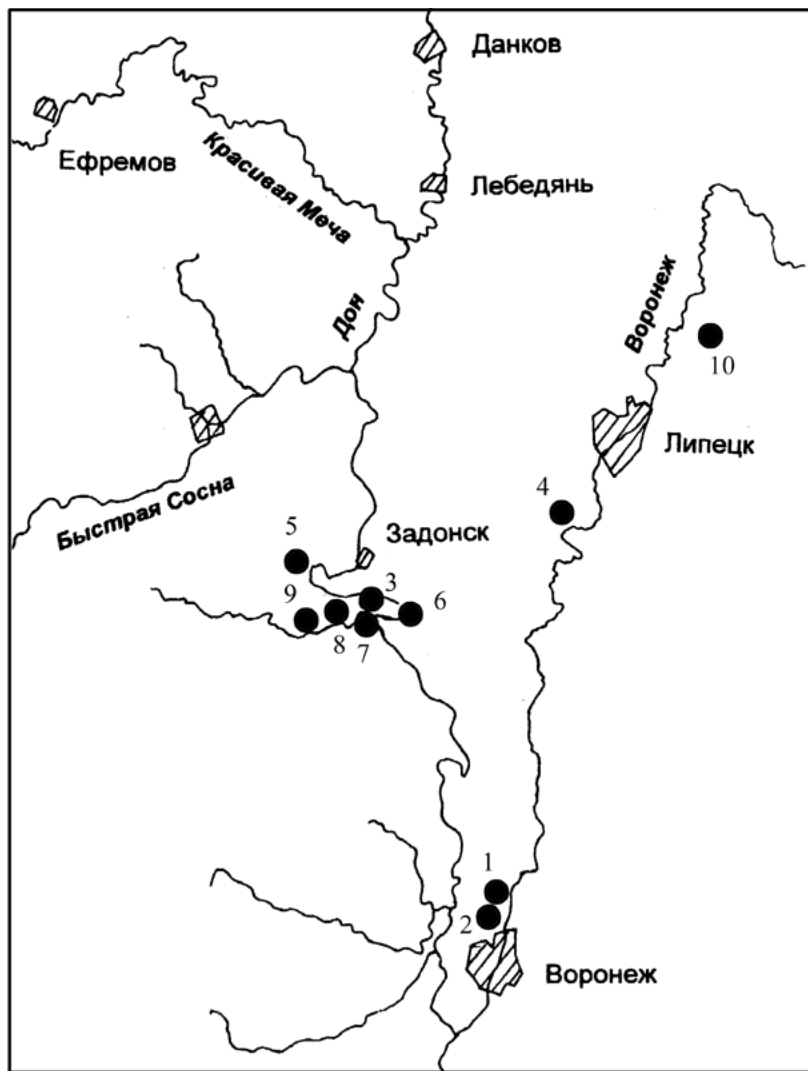 Данков
Ефремов
Красивая Меча
Лебедянь
Дон
Воронеж
10
Липецк
Быстрая Сосна
4
5
Задонск
3
6
9
8
7
1
2
Воронеж